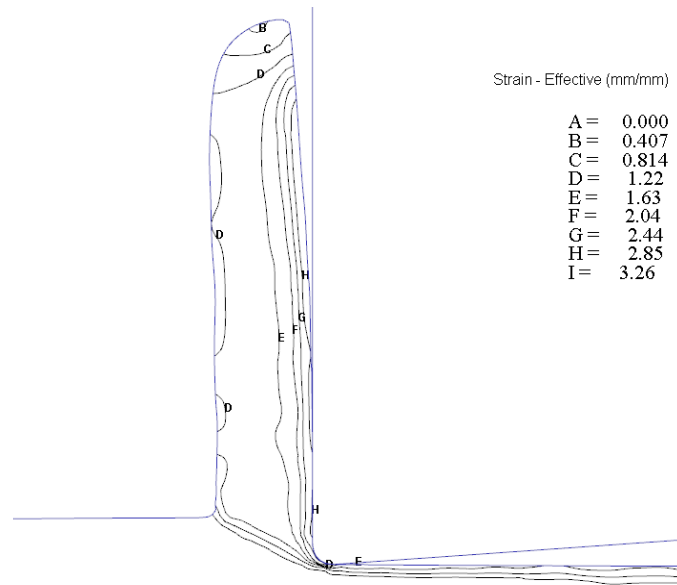 B
C
D
Strain - Effective (mm/mm)
A = 0.000
B = 0.407
C = 0.814
D = 1.22
E = 1.63
F = 2.04
G = 2.44
H = 2.85
I = 3.26
D
H
G
F
E
D
H
D
E